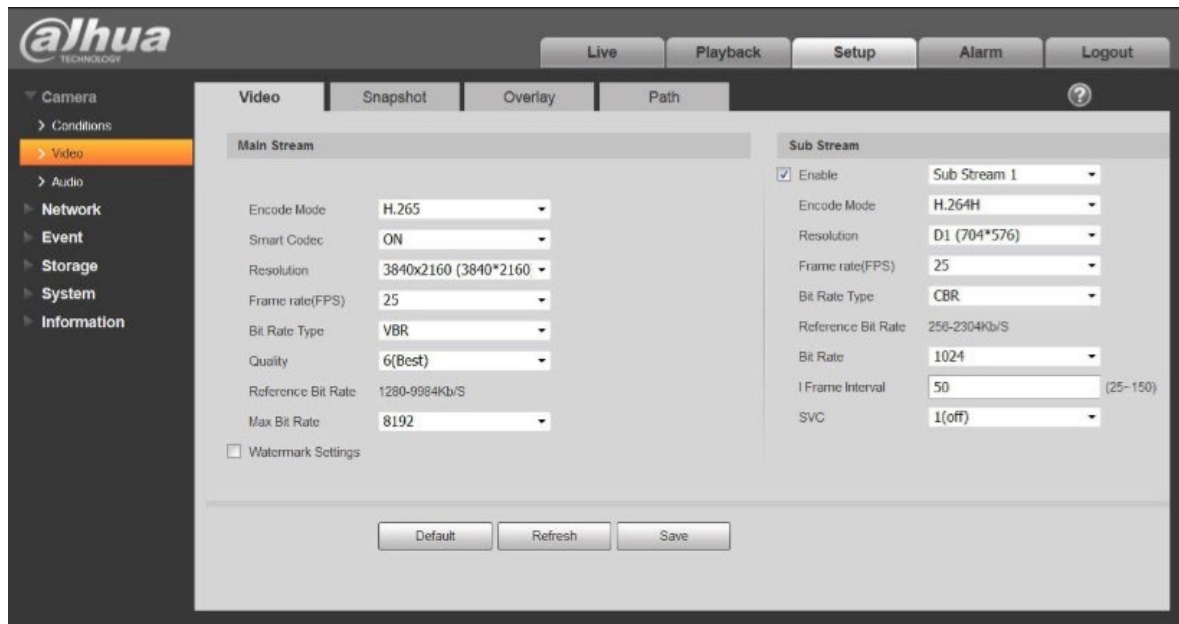 alhua
TECHNOLOGY
Live
Playback
Setup
Alarm
Logout
Camera
Conditions
Video
Audio
Network
Event
Storage
System
Information
Video
Snapshot
Overlay
Path
?
Main Stream
Encode Mode H.265
Smart Codec ON
Resolution 3840x2160 (3840*2160
Frame rate(FPS) 25
Bit Rate Type VBR
Quality 6(Best)
Reference Bit Rate 1280-9984Kb/S
Max Bit Rate 8192
Watermark Settings
Sub Stream
Enable Sub Stream 1
Encode Mode H.264H
Resolution D1 (704*576)
Frame rate(FPS) 25
Bit Rate Type CBR
Reference Bit Rate 256-2304Kb/S
Bit Rate 1024
I Frame Interval 50 (25~150)
SVC 1(off)
Default
Refresh
Save